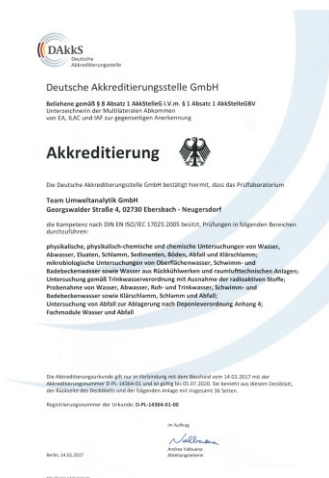 DAkkS
Deutsche
Akkreditierungsstelle
Deutsche Akkreditierungsstelle GmbH
Beliehene gemäß § 8 Absatz 1 AkkStelleG i.V.m. § 1 Absatz 1 AkkStelleGBV
Unterzeichnerin der Multilateralen Abkommen
von EA, ILAC und IAF zur gegenseitigen Anerkennung
Akkreditierung
Die Deutsche Akkreditierungsstelle GmbH bestätigt hiermit, dass das Prüflaboratorium
Team Umweltanalytik GmbH
Georgswalder Straße 4, 02730 Ebersbach - Neugersdorf
die Kompetenz nach DIN EN ISO/IEC 17025:2005 besitzt, Prüfungen in folgenden Bereichen
durchzuführen:
physikalische, physikalisch-chemische und chemische Untersuchungen von Wasser,
Abwasser, Eluaten, Schlamm, Sedimenten, Böden, Abfall und Klärschlamm;
mikrobiologische Untersuchungen von Oberflächenwasser, Schwimm- und
Badebeckenwasser sowie Wasser aus Rückkühlwerken und raumlufttechnischen Anlagen;
Untersuchung gemäß Trinkwasserverordnung mit Ausnahme der radioaktiven Stoffe;
Probenahme von Wasser, Abwasser, Roh- und Trinkwasser, Schwimm- und
Badebeckenwasser sowie Klärschlamm, Schlamm und Abfall;
Untersuchung von Abfall zur Ablagerung nach Deponieverordnung Anhang 4;
Fachmodule Wasser und Abfall
Die Akkreditierungsurkunde gilt nur in Verbindung mit dem Bescheid vom 14.02.2017 mit der
Akkreditierungsnummer D-PL-14364-01 und ist gültig bis 05.07.2020. Sie besteht aus diesem Deckblatt,
der Rückseite des Deckblatts und der folgenden Anlage mit insgesamt 36 Seiten.
Registrierungsnummer der Urkunde: D-PL-14364-01-00
Im Auftrag
Berlin, 14.02.2017
Andrea Valbuena
Abteilungsleiterin